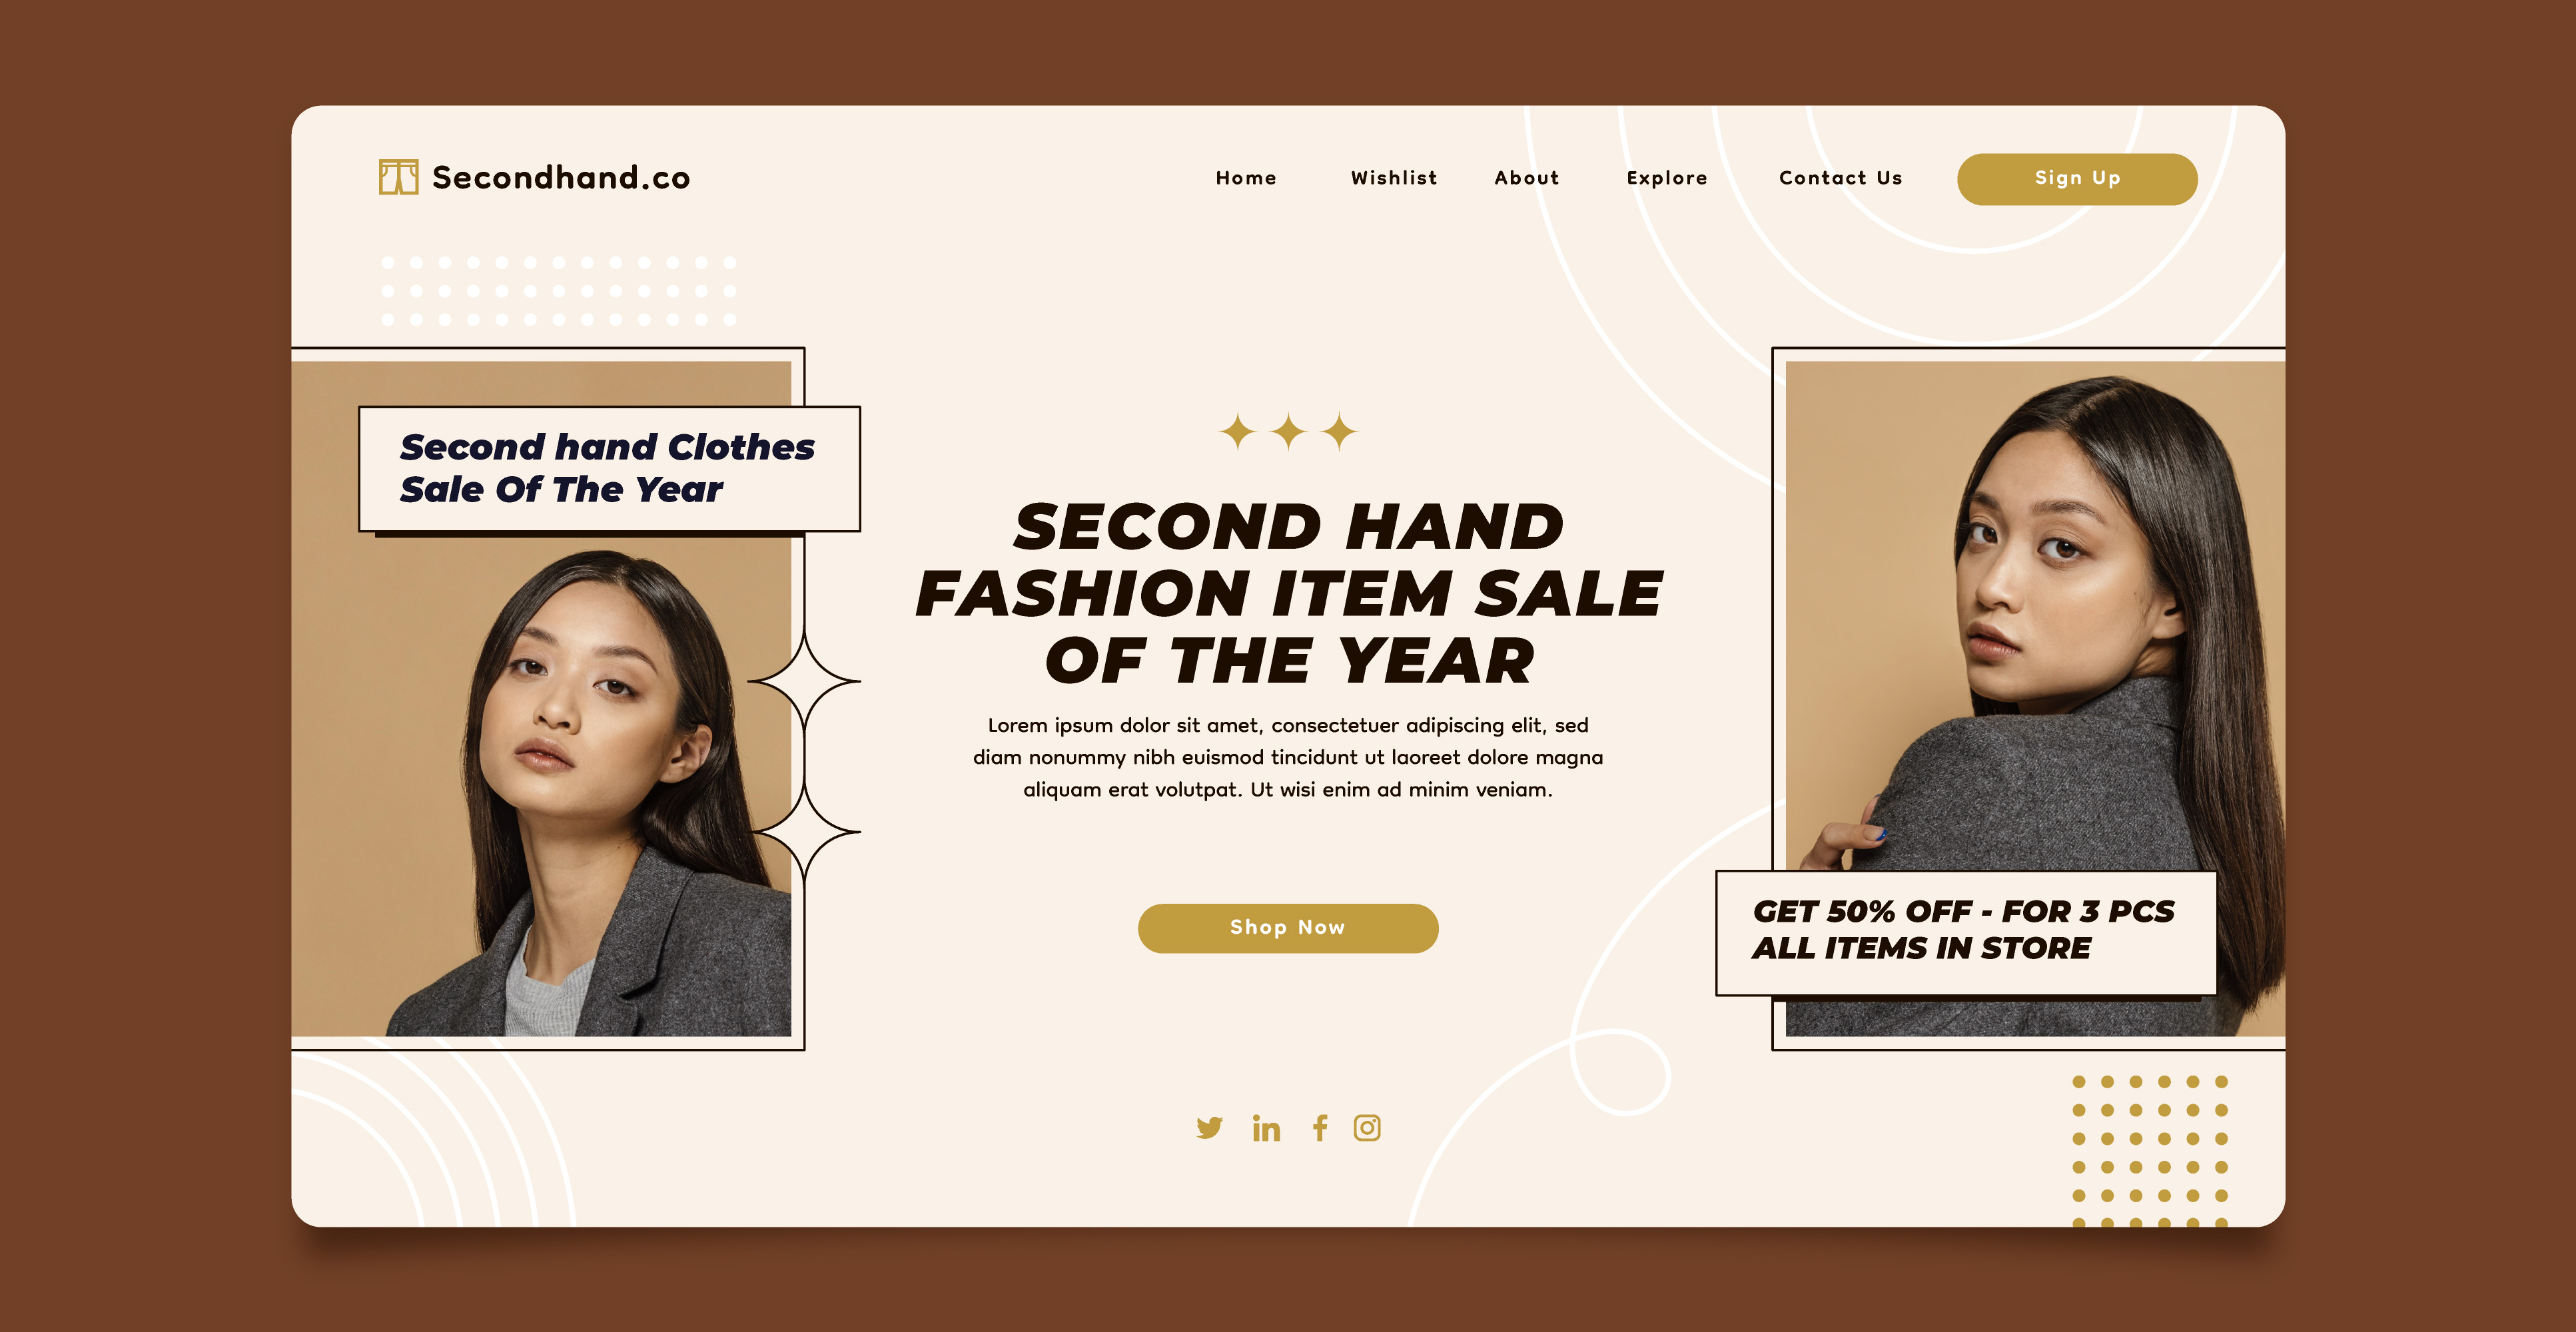 Secondhand.co
Home
Wishlist
About
Explore
Contact Us
Sign Up
Second hand Clothes
Sale Of The Year
SECOND HAND
FASHION ITEM SALE
OF THE YEAR
Lorem ipsum dolor sit amet, consectetuer adipiscing elit, sed
diam nonummy nibh euismod tincidunt ut laoreet dolore magna
aliquam erat volutpat. Ut wisi enim ad minim veniam.
Shop Now
GET 50% OFF - FOR 3 PCS
ALL ITEMS IN STORE